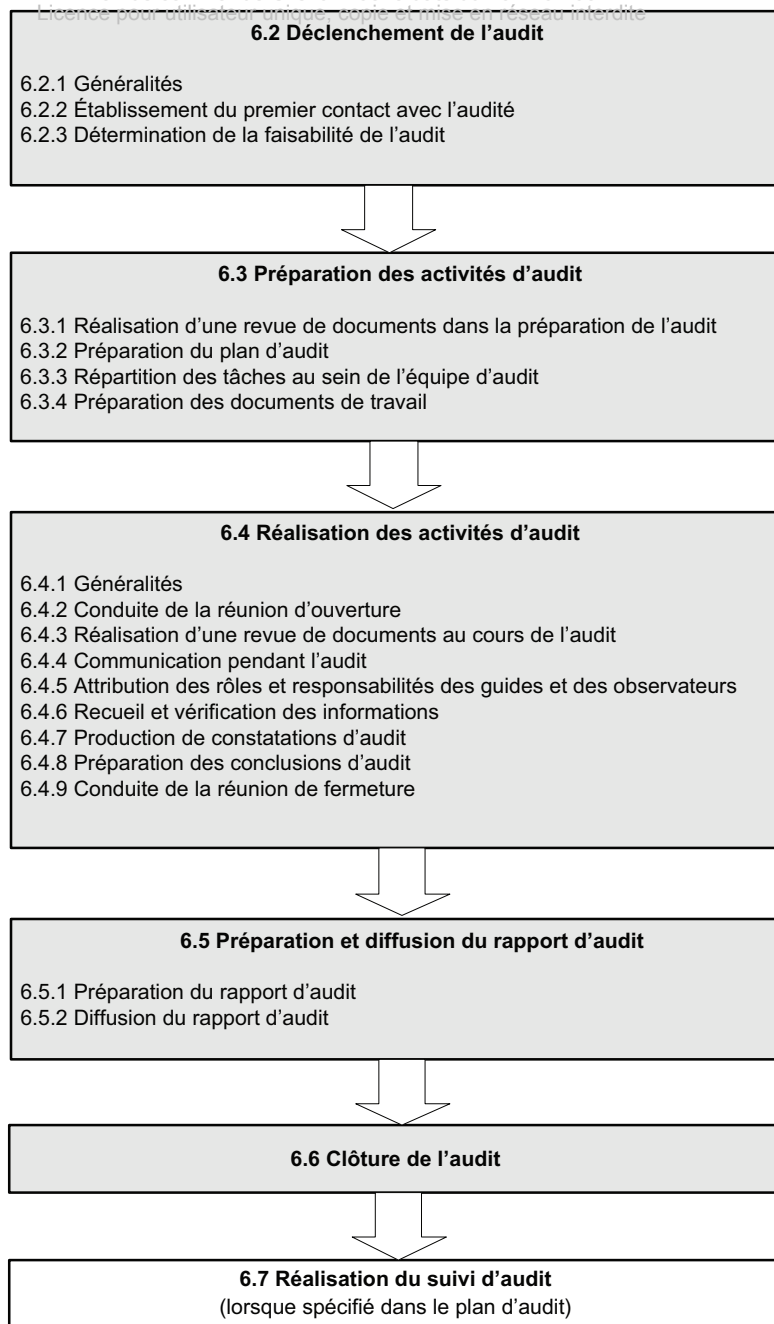 Licence pour utilisateur unique, copie et mise en réseau interdite
6.2 Déclenchement de l’audit
6.2.1 Généralités
6.2.2 Établissement du premier contact avec l’audité
6.2.3 Détermination de la faisabilité de l’audit
6.3 Préparation des activités d’audit
6.3.1 Réalisation d’une revue de documents dans la préparation de l’audit
6.3.2 Préparation du plan d’audit
6.3.3 Répartition des tâches au sein de l’équipe d’audit
6.3.4 Préparation des documents de travail
6.4 Réalisation des activités d’audit
6.4.1 Généralités
6.4.2 Conduite de la réunion d’ouverture
6.4.3 Réalisation d’une revue de documents au cours de l’audit
6.4.4 Communication pendant l’audit
6.4.5 Attribution des rôles et responsabilités des guides et des observateurs
6.4.6 Recueil et vérification des informations
6.4.7 Production de constatations d’audit
6.4.8 Préparation des conclusions d’audit
6.4.9 Conduite de la réunion de fermeture
6.5 Préparation et diffusion du rapport d’audit
6.5.1 Préparation du rapport d’audit
6.5.2 Diffusion du rapport d’audit
6.6 Clôture de l’audit
6.7 Réalisation du suivi d’audit
(lorsque spécifié dans le plan d’audit)